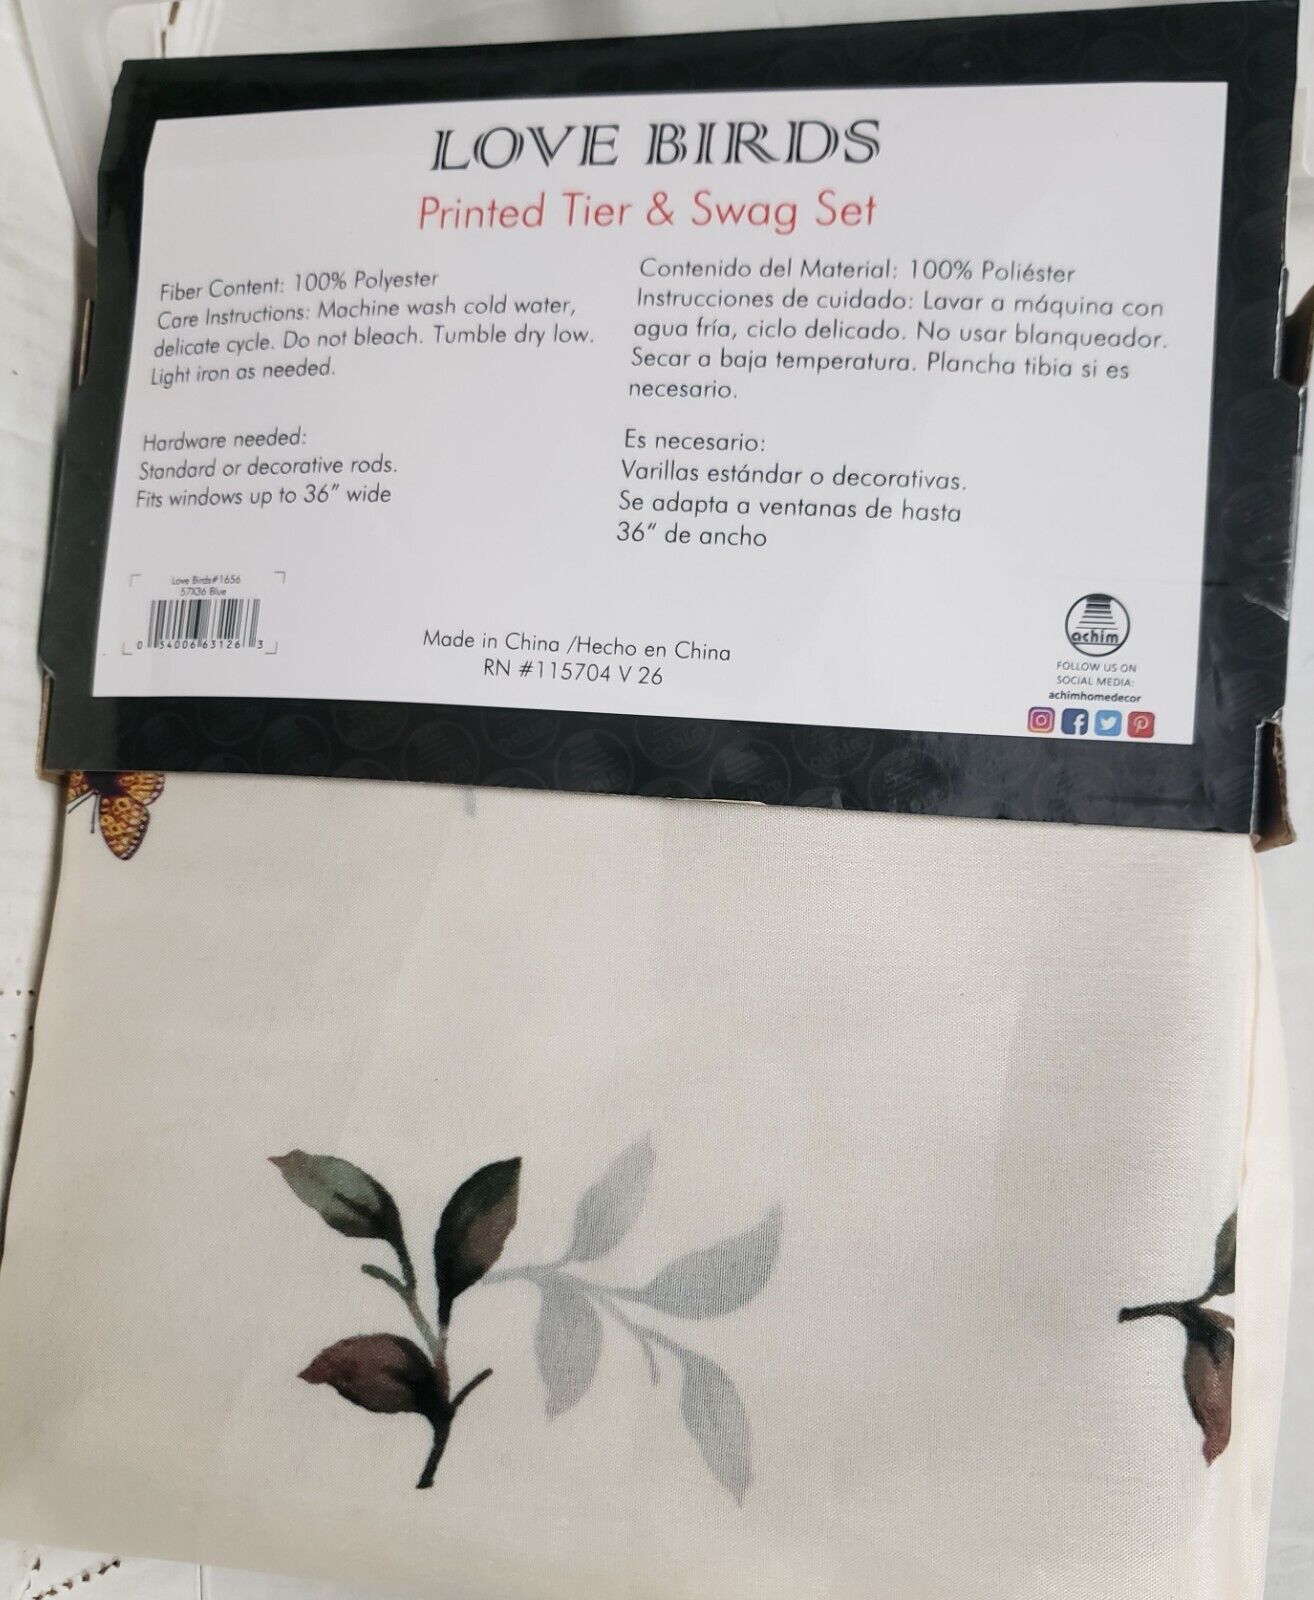 LOVE BIRDS
Printed Tier & Swag Set
Fiber Content: 100% Polyester
Care Instructions: Machine wash cold water,
delicate cycle. Do not bleach. Tumble dry low.
Light iron as needed.
Hardware needed:
Standard or decorative rods.
Fits windows up to 36" wide
Contenido del Material: 100% Poliéster
Instrucciones de cuidado: Lavar a máquina con
agua fría, ciclo delicado. No usar blanqueador.
Secar a baja temperatura. Plancha tibia si es
necesario.
Es necesario:
Varillas estándar o decorativas.
Se adapta a ventanas de hasta
36" de ancho
Love Birds#1656
57X36 Blue
0 54006 63126 3
Made in China /Hecho en China
RN #115704 V 26
achim
FOLLOW US ON
SOCIAL MEDIA:
achimhomedecor